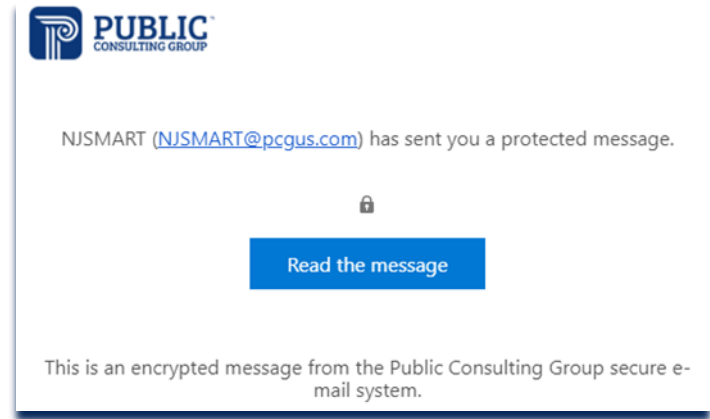 PUBLIC
CONSULTING GROUP
NJSMART (NJSMART@pcgus.com) has sent you a protected message.
Read the message
This is an encrypted message from the Public Consulting Group secure e-
mail system.